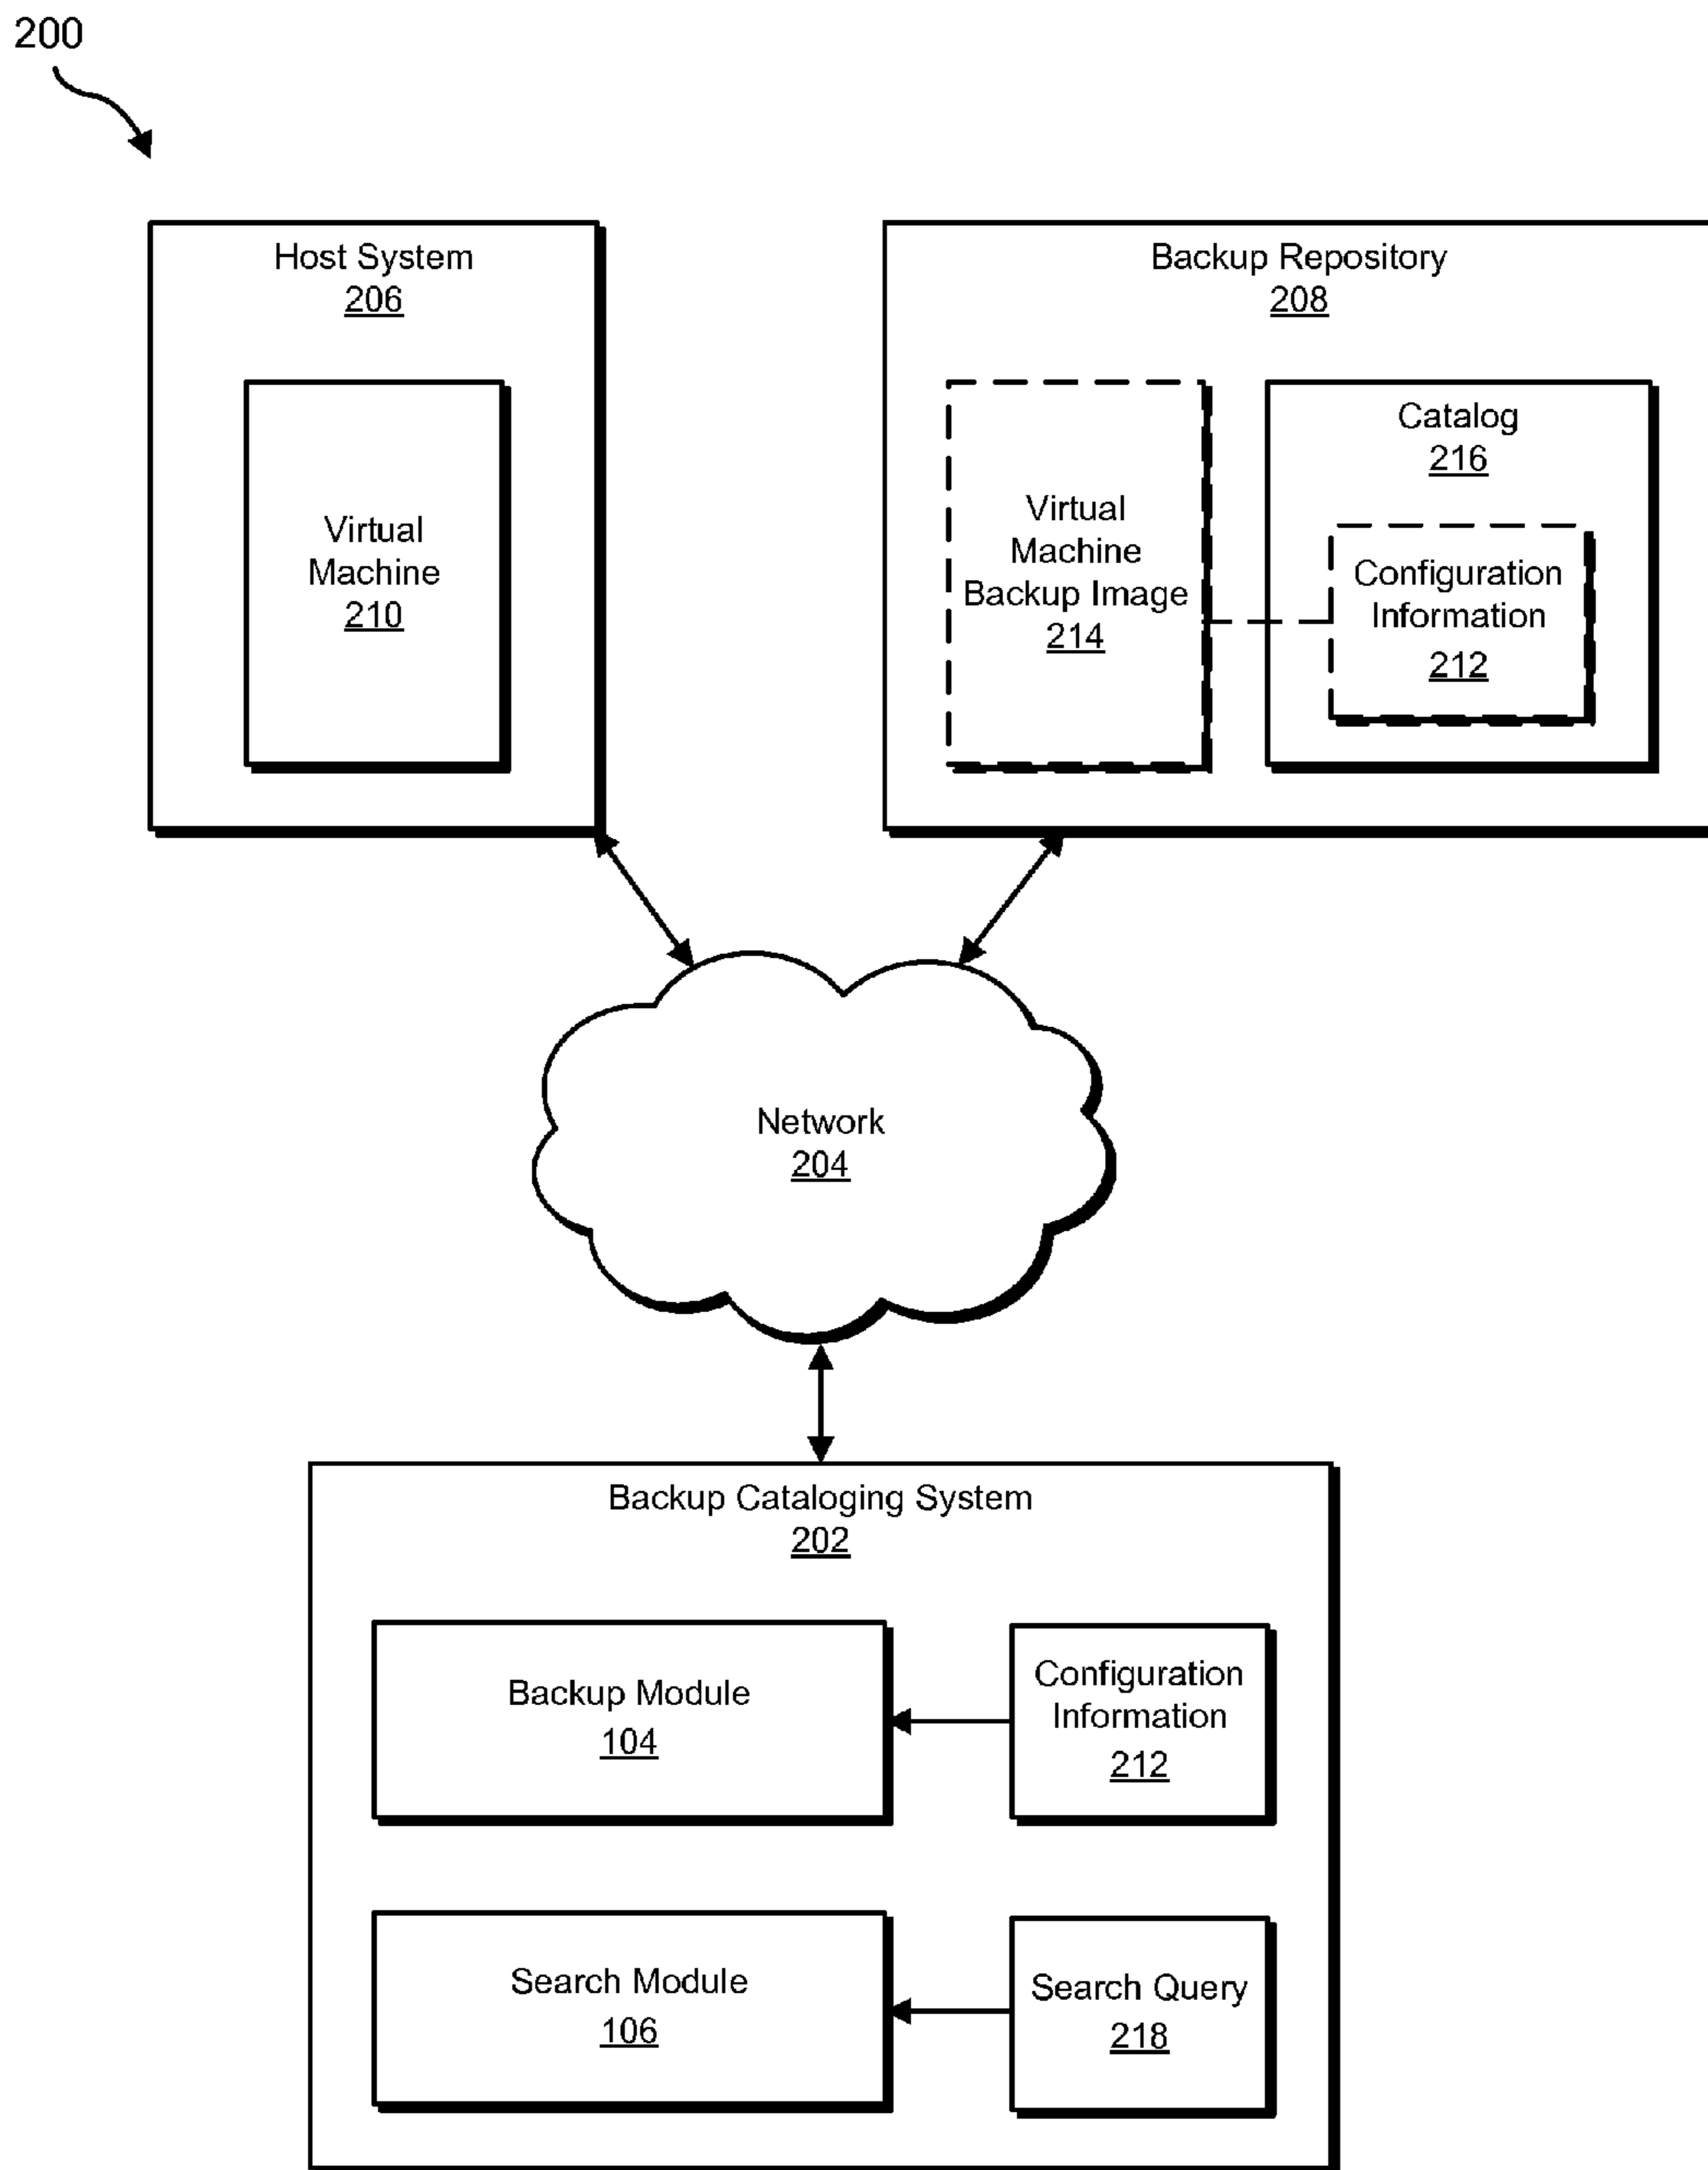 200
Host System
206
Virtual
Machine
210
Backup Repository
208
Virtual
Machine
Backup Image
214
Catalog
216
Configuration
Information
212
Network
204
Backup Cataloging System
202
Backup Module
104
Configuration
Information
212
Search Module
106
Search Query
218